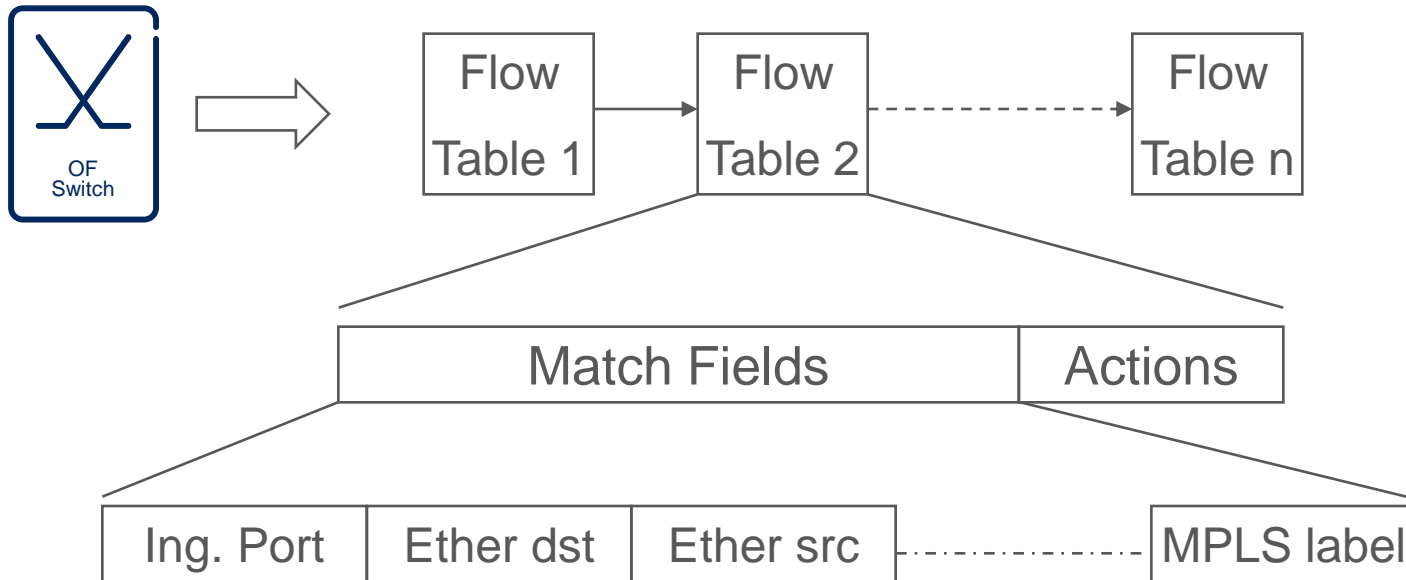 OF
Switch
Flow
Table 1
Flow
Table 2
Flow
Table n
Match Fields
Actions
Ing. Port
Ether dst
Ether src
MPLS label